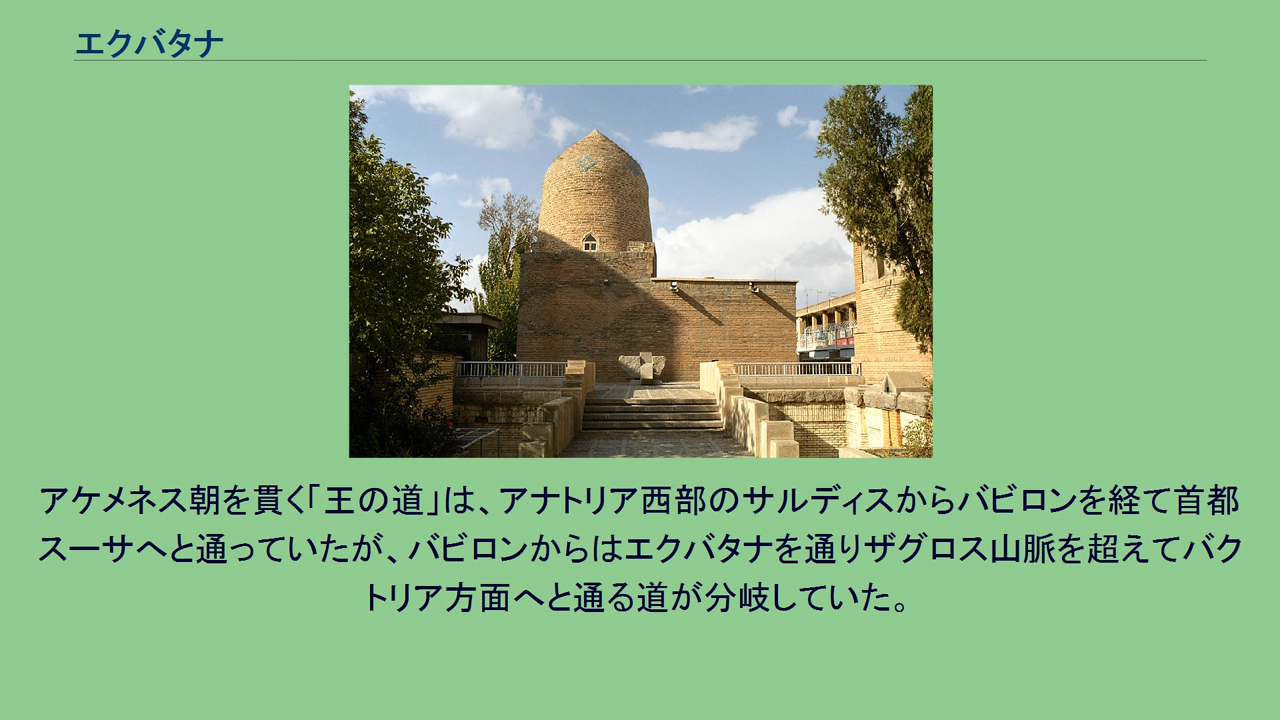 エクバタナ
アケメネス朝を貫く「王の道」は、アナトリア西部のサルディスからバビロンを経て首都
スーサへと通っていたが、バビロンからはエクバタナを通りザグロス山脈を超えてバク
トリア方面へと通る道が分岐していた。